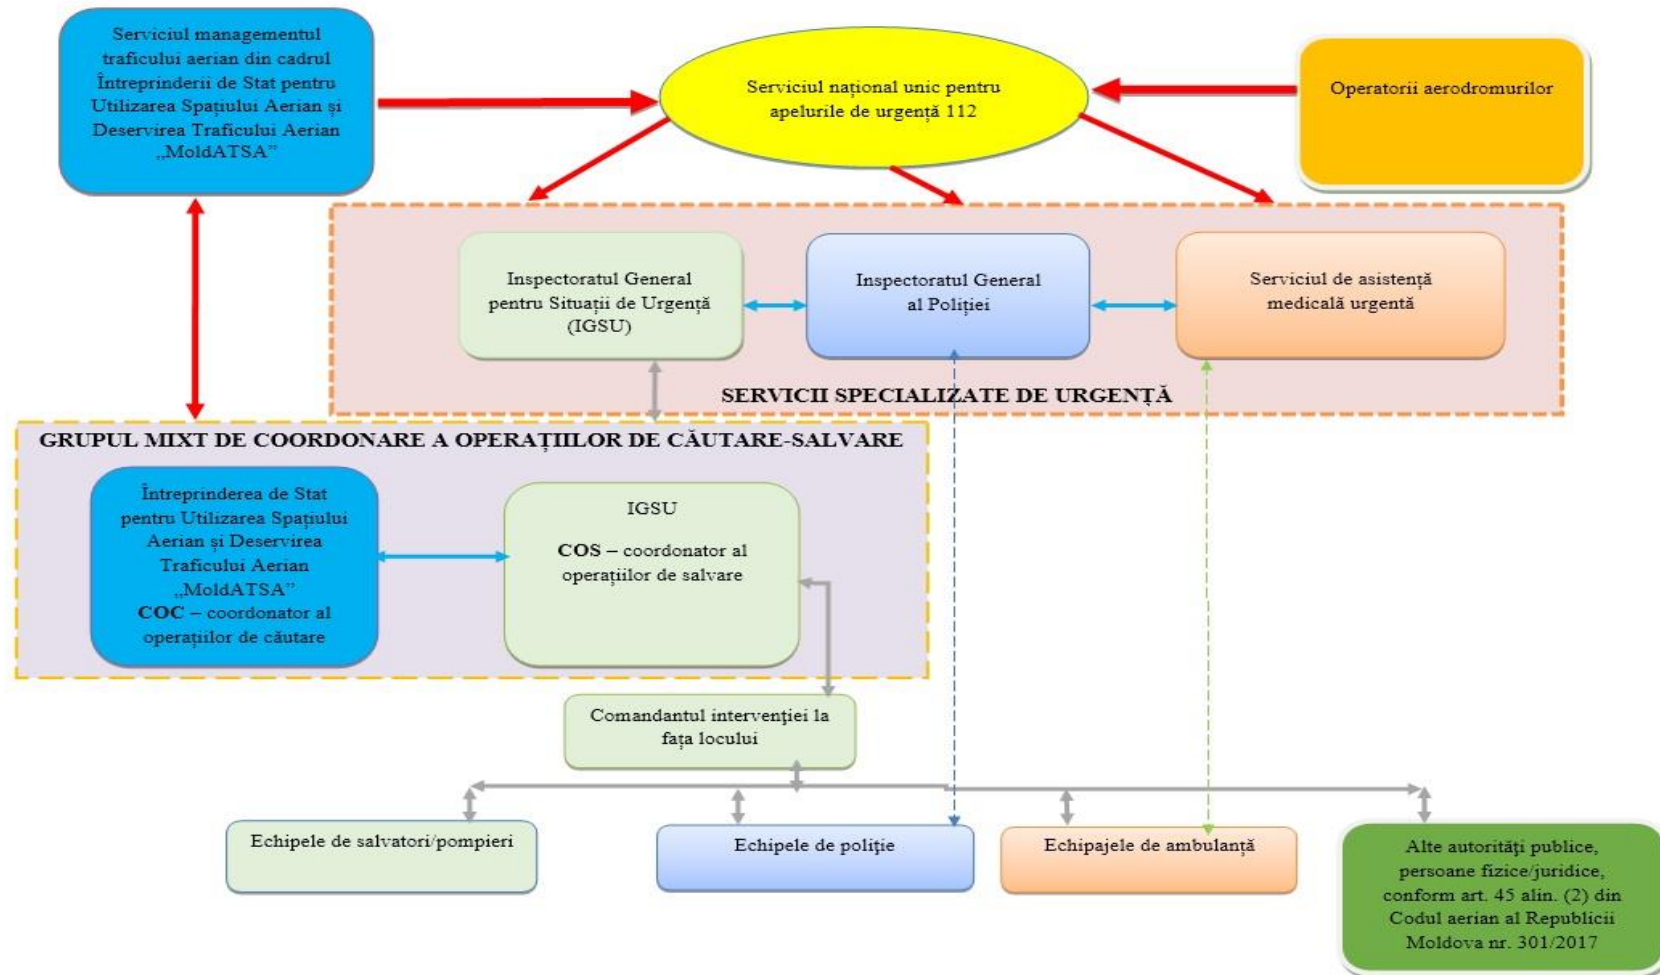 Serviciul managementul
traficului aerian din cadrul
Întreprinderii de Stat pentru
Utilizarea Spațiului Aerian și
Deservirea Traficului Aerian
„MoldATSA”
Serviciul național unic pentru
apelurile de urgență 112
Operatorii aerodromurilor
Inspectoratul General
pentru Situații de Urgență
(IGSU)
Inspectoratul General
al Poliției
Serviciul de asistență
medicală urgentă
SERVICII SPECIALIZATE DE URGENȚĂ
GRUPUL MIXT DE COORDONARE A OPERAȚIILOR DE CĂUTARE-SALVARE
Întreprinderea de Stat
pentru Utilizarea Spațiului
Aerian și Deservirea
Traficului Aerian
„MoldATSA”
COC – coordonator al
operațiilor de căutare
IGSU
COS – coordonator al
operațiilor de salvare
Comandantul intervenţiei la
fața locului
Echipele de salvatori/pompieri
Echipele de poliţie
Echipajele de ambulanță
Alte autorităţi publice,
persoane fizice/juridice,
conform art. 45 alin. (2) din
Codul aerian al Republicii
Moldova nr. 301/2017